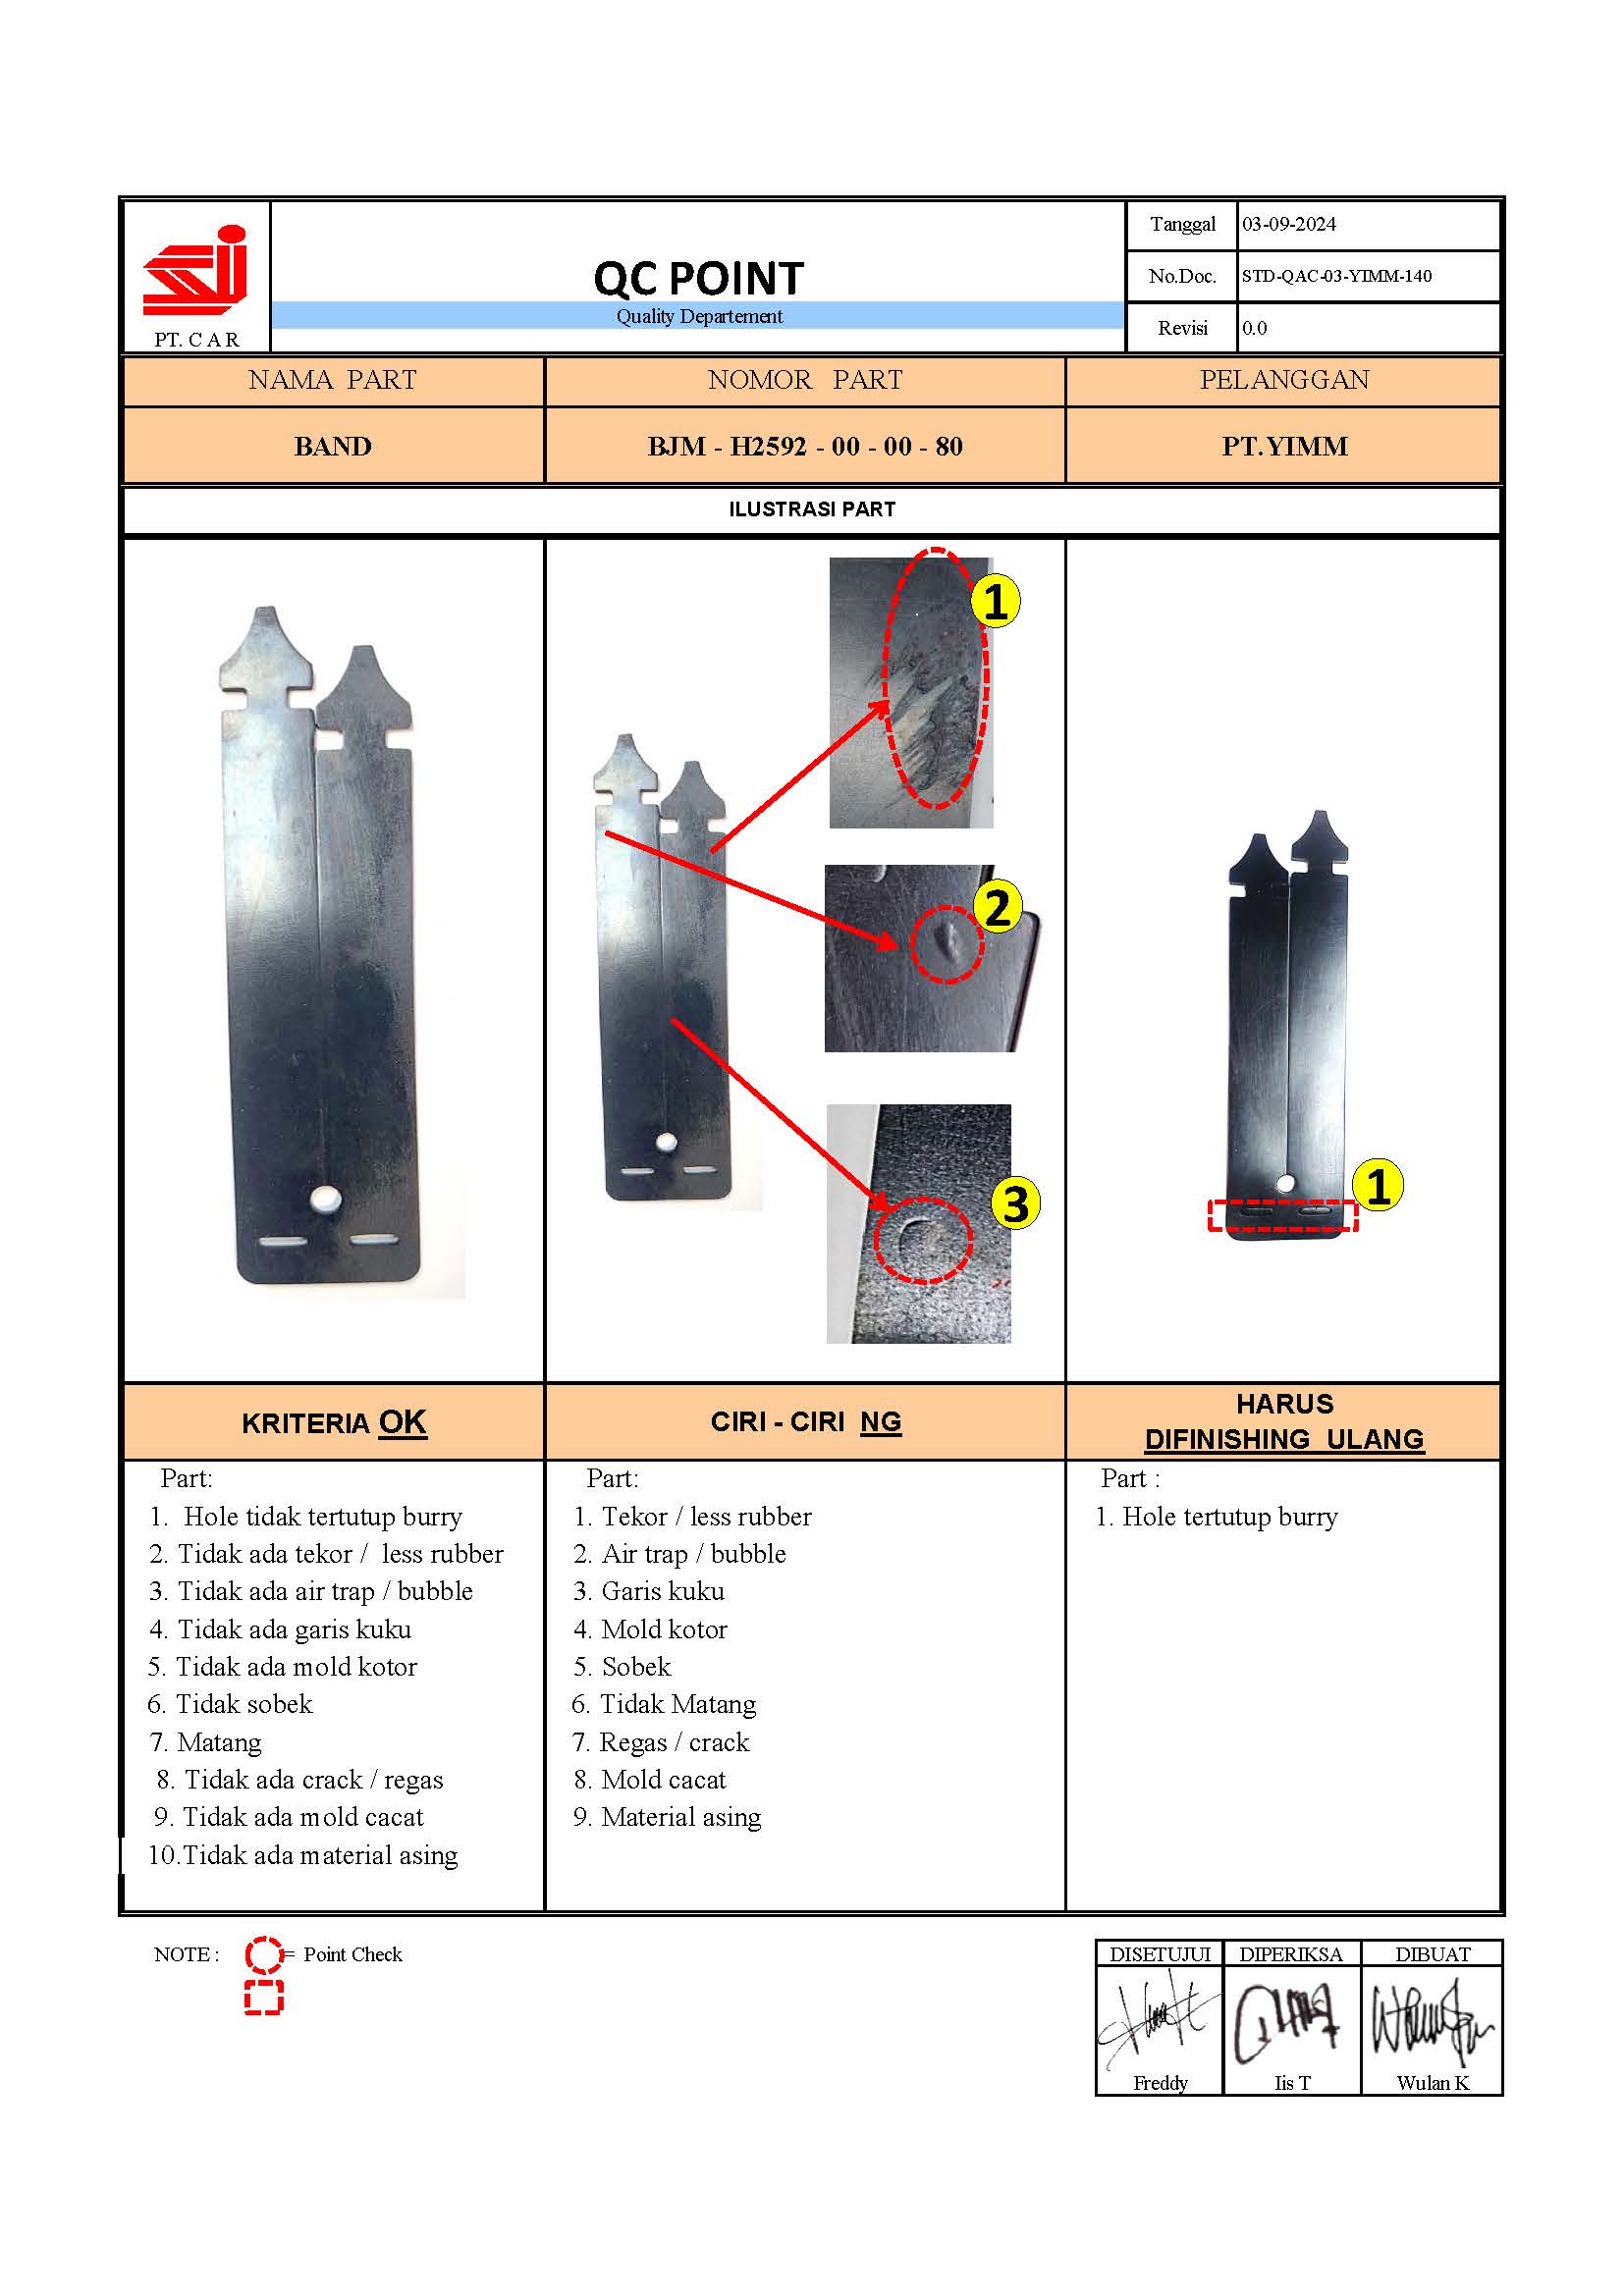 Tanggal 03-09-2024
QC POINT
No.Doc. STD-QAC-03-YIMM-140
Quality Departement
Revisi 0.0
PT. C A R
NAMA PART NOMOR PART PELANGGAN
BAND BJM - H2592 - 00 - 00 - 80 PT.YIMM
ILUSTRASI PART
1
2
3
1
KRITERIA OK
CIRI - CIRI NG
HARUS
DIFINISHING ULANG
Part:
1. Hole tidak tertutup burry
2. Tidak ada tekor / less rubber
3. Tidak ada air trap / bubble
4. Tidak ada garis kuku
5. Tidak ada mold kotor
6. Tidak sobek
7. Matang
8. Tidak ada crack / regas
9. Tidak ada mold cacat
10.Tidak ada material asing
Part:
1. Tekor / less rubber
2. Air trap / bubble
3. Garis kuku
4. Mold kotor
5. Sobek
6. Tidak Matang
7. Regas / crack
8. Mold cacat
9. Material asing
Part :
1. Hole tertutup burry
NOTE : = Point Check
DISETUJUI DIPERIKSA DIBUAT
Freddy Iis T Wulan K